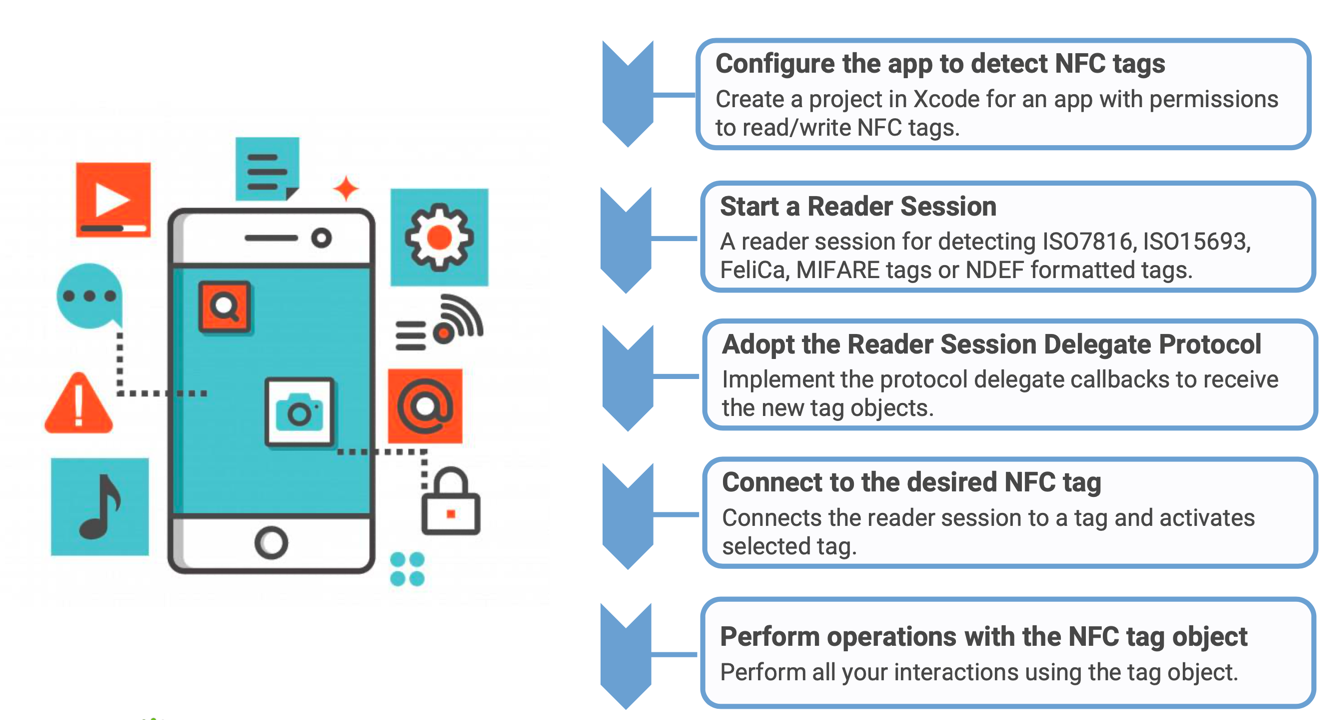 Configure the app to detect NFC tags
Create a project in Xcode for an app with permissions
to read/write NFC tags.
Start a Reader Session
A reader session for detecting ISO7816, ISO15693,
FeliCa, MIFARE tags or NDEF formatted tags.
Adopt the Reader Session Delegate Protocol
Implement the protocol delegate callbacks to receive
the new tag objects.
Connect to the desired NFC tag
Connects the reader session to a tag and activates
selected tag.
Perform operations with the NFC tag object
Perform all your interactions using the tag object.